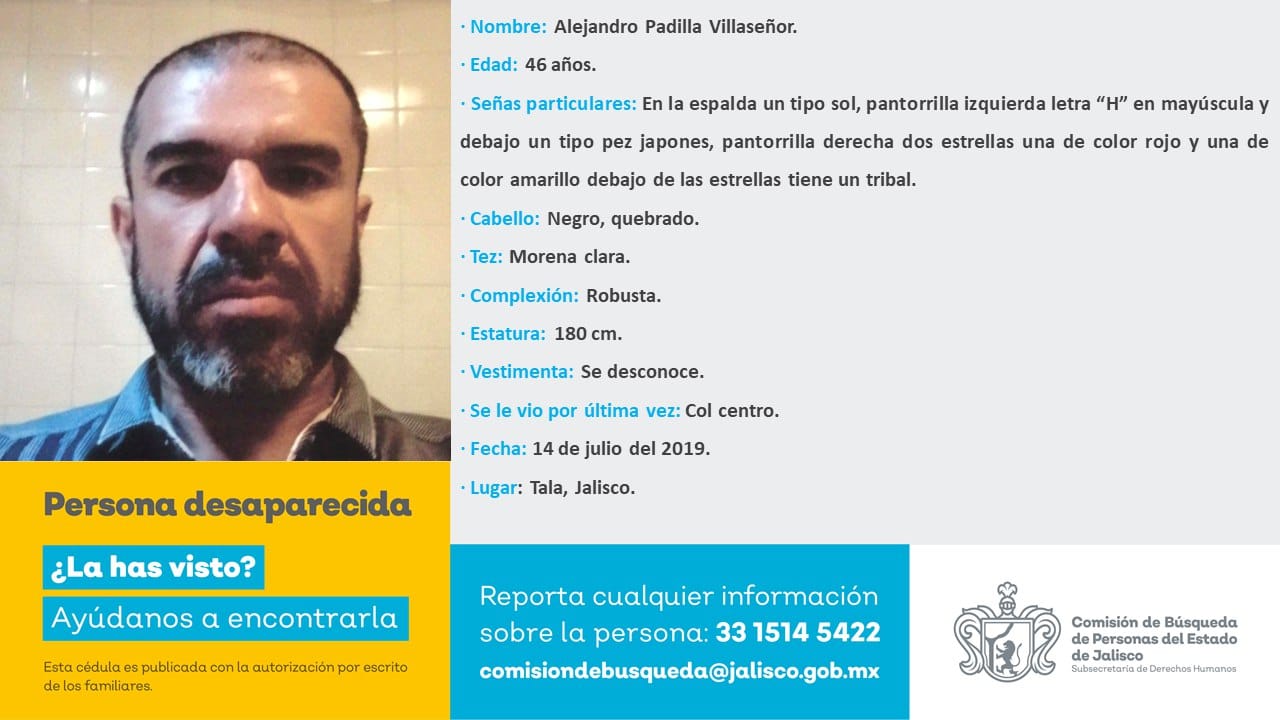 · Nombre: Alejandro Padilla Villaseñor.
· Edad: 46 años.
· Señas particulares: En la espalda un tipo sol, pantorrilla izquierda letra “H” en mayúscula y
debajo un tipo pez japones, pantorrilla derecha dos estrellas una de color rojo y una de
color amarillo debajo de las estrellas tiene un tribal.
· Cabello: Negro, quebrado.
· Tez: Morena clara.
· Complexión: Robusta.
· Estatura: 180 cm.
· Vestimenta: Se desconoce.
· Se le vio por última vez: Col centro.
· Fecha: 14 de julio del 2019.
· Lugar: Tala, Jalisco.
Persona desaparecida
¿La has visto?
Ayúdanos a encontrarla
Esta cédula es publicada con la autorización por escrito
de los familiares.
Reporta cualquier información
sobre la persona: 33 1514 5422
comisiondebusqueda@jalisco.gob.mx
Comisión de Búsqueda
de Personas del Estado
de Jalisco
Subsecretaría de Derechos Humanos